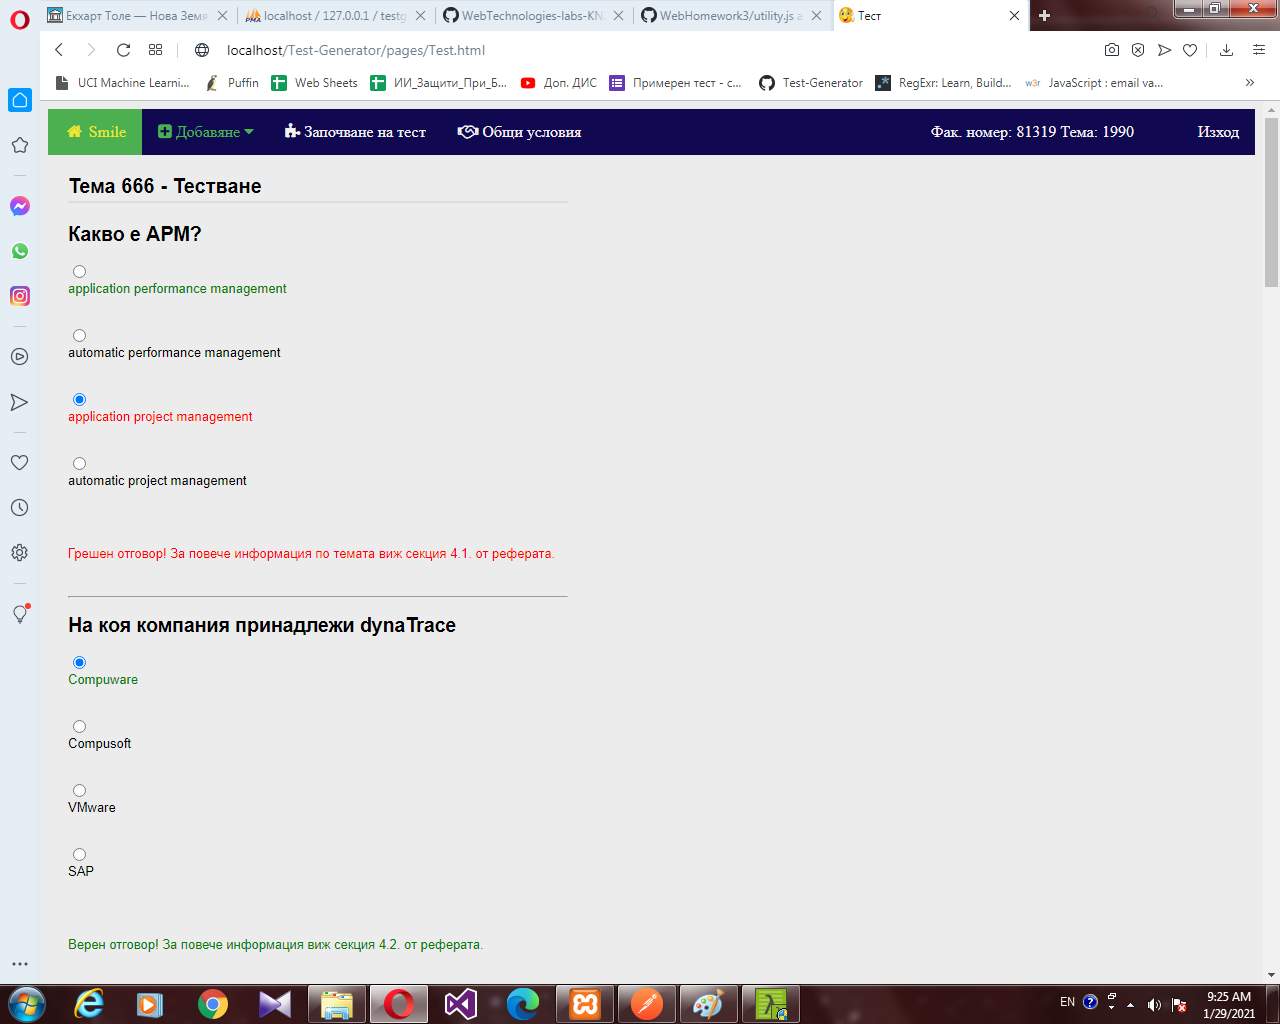 Екхарт Толе — Нова Земя
localhost / 127.0.0.1 / testg
WebTechnologies-labs-KN
WebHomework3/utility.js a
Тест
localhost/Test-Generator/pages/Test.html
UCI Machine Learni...
Puffin
Web Sheets
ИИ_Защити_При_Б...
Доп. ДИС
Примерен тест - с...
Test-Generator
RegExr: Learn, Build...
w3r JavaScript : email va...
Smile
Добавяне
Започване на тест
Общи условия
Фак. номер: 81319 Тема: 1990
Изход
Тема 666 - Тестване
Какво е APM?
application performance management
automatic performance management
application project management
automatic project management
Грешен отговор! За повече информация по темата виж секция 4.1. от реферата.
На коя компания принадлежи dynaTrace
Compuware
Compusoft
VMware
SAP
Верен отговор! За повече информация виж секция 4.2. от реферата.
EN
9:25 AM
1/29/2021